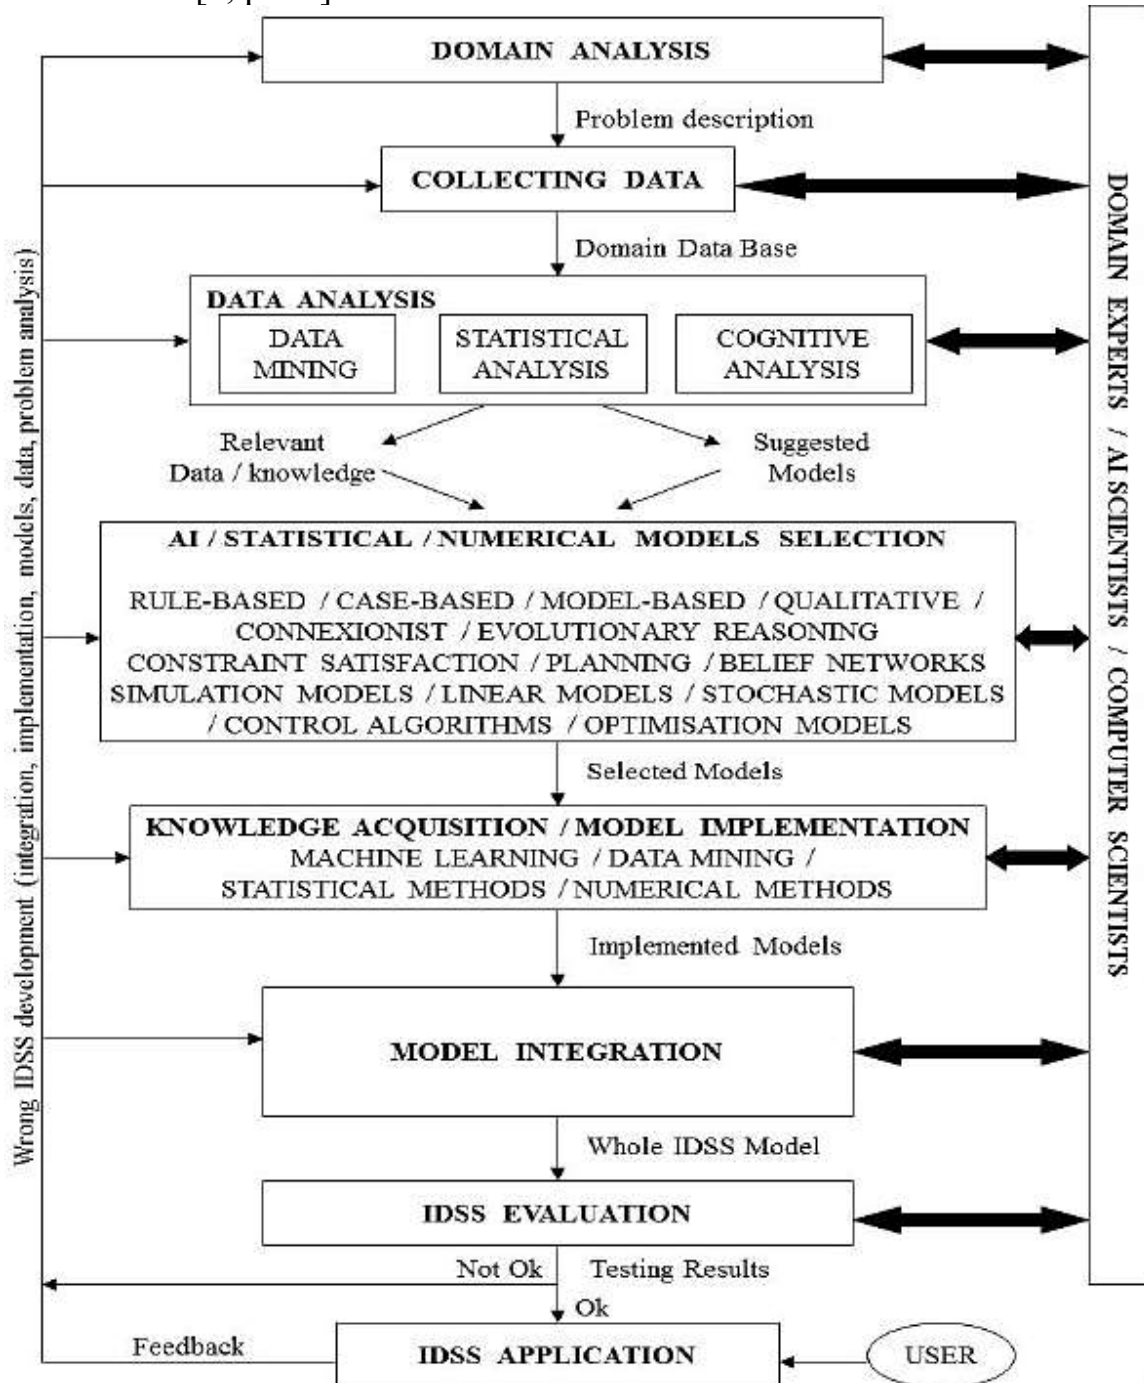 DOMAIN ANALYSIS
Problem description
COLLECTING DATA
Domain Data Base
DATA ANALYSIS
DATA
MINING
STATISTICAL
ANALYSIS
COGNITIVE
ANALYSIS
Relevant
Data / knowledge
Suggested
Models
AI / STATISTICAL / NUMERICAL MODELS SELECTION
RULE-BASED / CASE-BASED / MODEL-BASED / QUALITATIVE /
CONNEXIONIST / EVOLUTIONARY REASONING
CONSTRAINT SATISFACTION / PLANNING / BELIEF NETWORKS
SIMULATION MODELS / LINEAR MODELS / STOCHASTIC MODELS
/ CONTROL ALGORITHMS / OPTIMISATION MODELS
Selected Models
KNOWLEDGE ACQUISITION / MODEL IMPLEMENTATION
MACHINE LEARNING / DATA MINING /
STATISTICAL METHODS / NUMERICAL METHODS
Implemented Models
MODEL INTEGRATION
Whole IDSS Model
IDSS EVALUATION
Not Ok
Testing Results
Ok
Feedback
IDSS APPLICATION
USER
Wrong IDSS development (integration, implementation, models, data, problem analysis)
DOMAIN EXPERTS / AI SCIENTISTS / COMPUTER SCIENTISTS